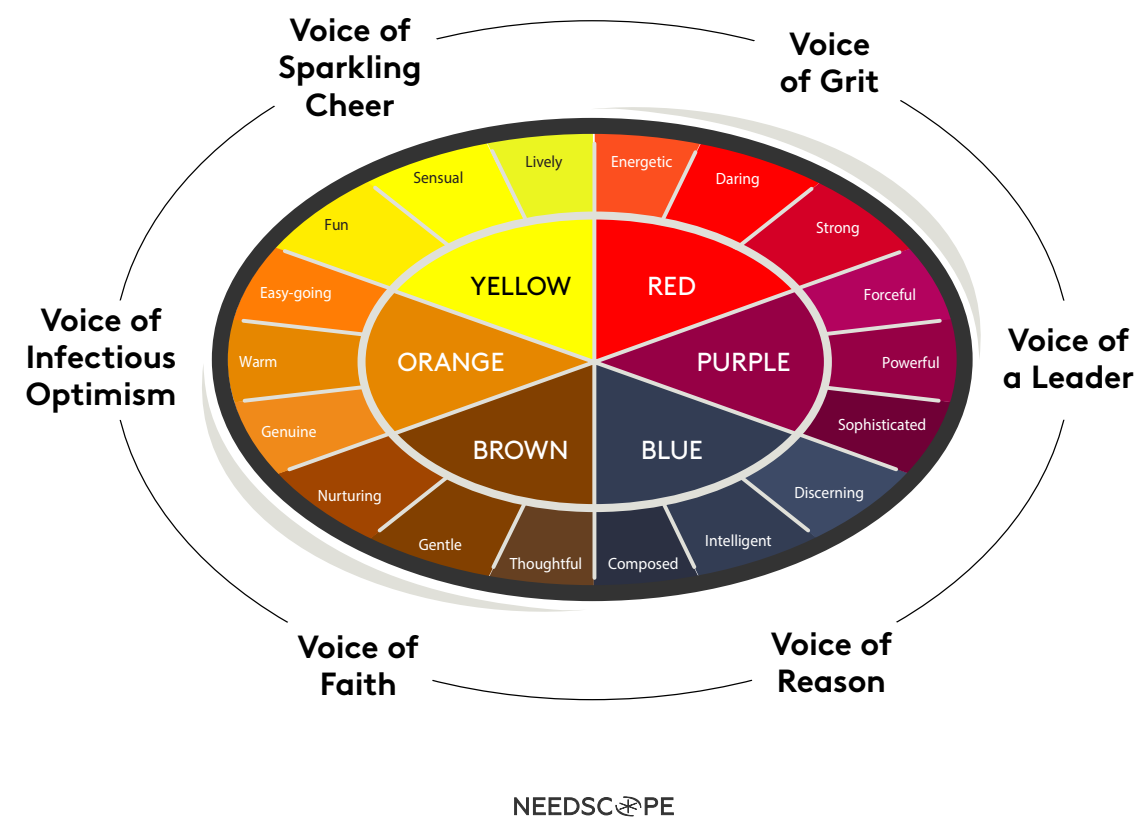 Voice of
Sparkling
Cheer
Voice
of Grit
Lively
Energetic
Sensual
Daring
Fun
Strong
YELLOW
RED
Easy-going
Forceful
Voice of
Infectious
Optimism
Warm
ORANGE
PURPLE
Powerful
Voice of
a Leader
Genuine
Sophisticated
BROWN
BLUE
Nurturing
Discerning
Gentle
Intelligent
Thoughtful
Composed
Voice of
Faith
Voice of
Reason
NEEDSCOPE